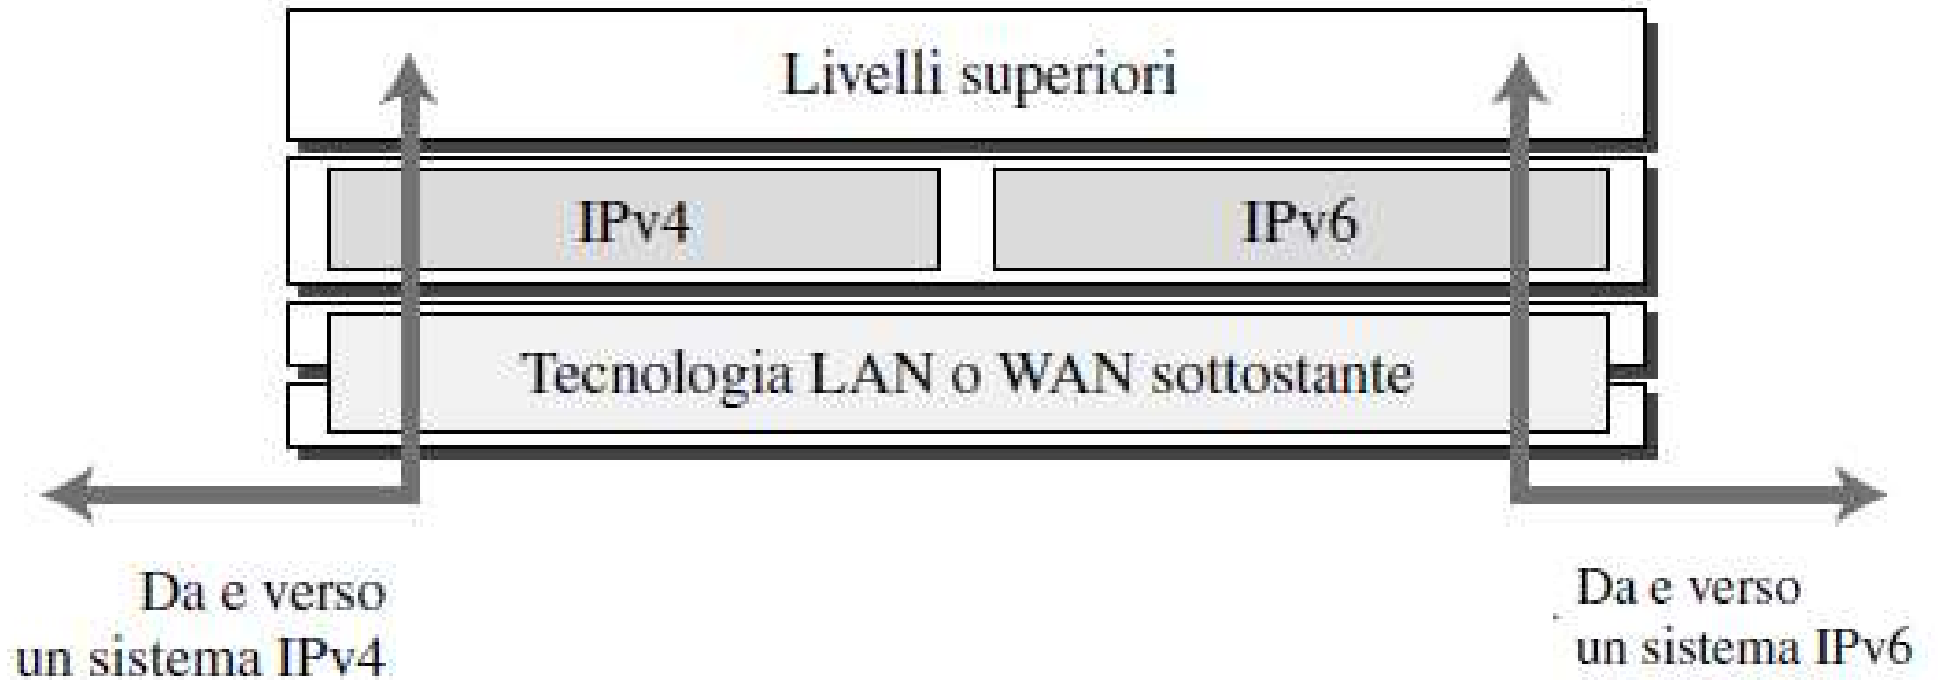 Livelli superiori
IPv4
IPv6
Tecnologia LAN o WAN sottostante
Da e verso
un sistema IPv4
Da e verso
un sistema IPv6